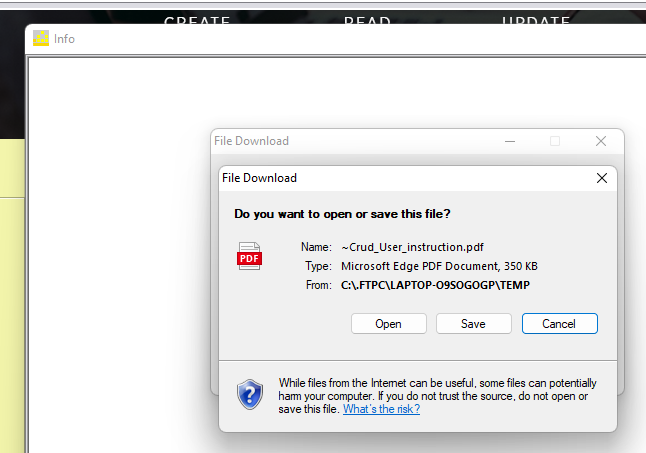 CREATE READ UPDATE
Info
File Download
File Download
Do you want to open or save this file?
Name: ~Crud_User_instruction.pdf
PDF
Type: Microsoft Edge PDF Document, 350 KB
From: C:\.FTPC\LAPTOP-O9SOGOGP\TEMP
Open Save Cancel
While files from the Internet can be useful, some files can potentially
harm your computer. If you do not trust the source, do not open or
save this file. What's the risk?